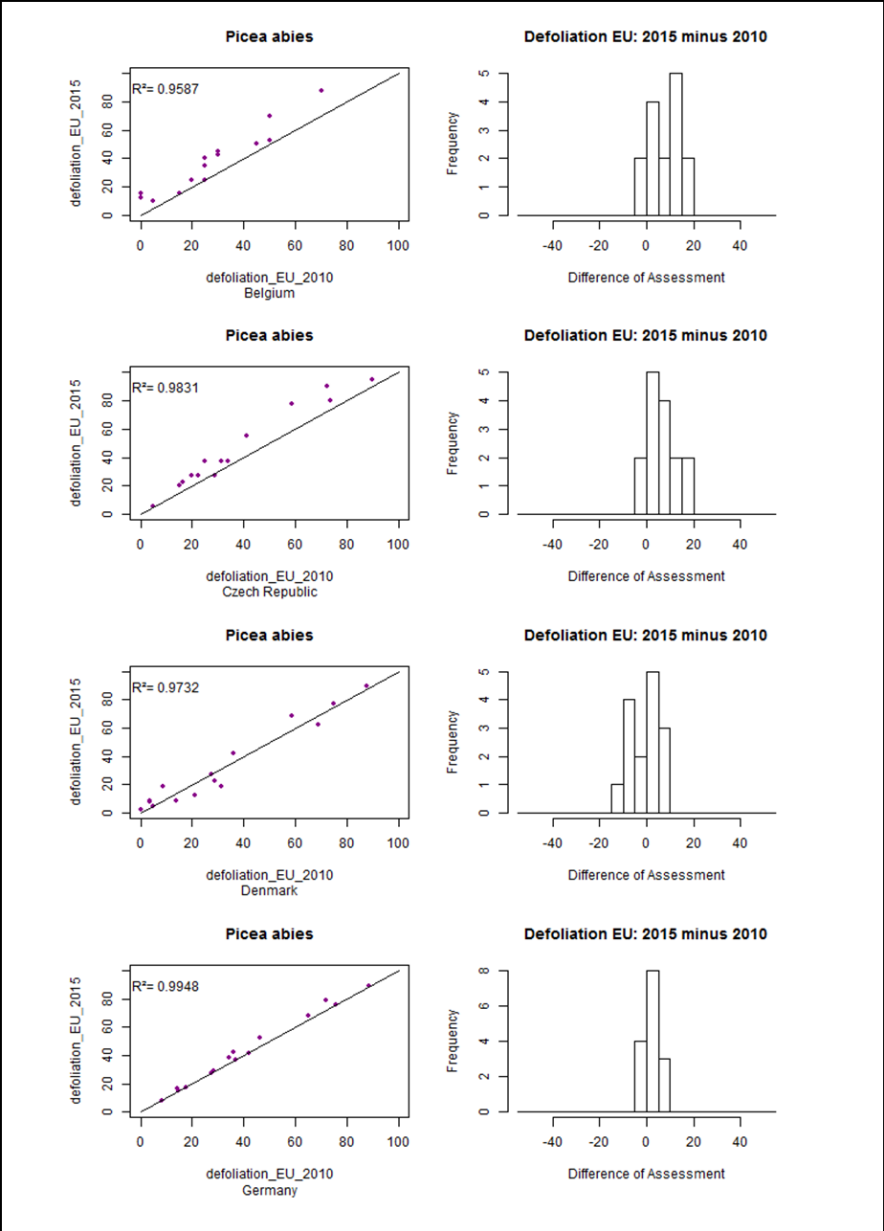 Picea abies
Defoliation EU: 2015 minus 2010
R²= 0.9587
defoliation_EU_2015
0 20 40 60 80
0 20 40 60 80 100
defoliation_EU_2010
Belgium
Frequency
0 1 2 3 4 5
-40 -20 0 20 40
Difference of Assessment
Picea abies
Defoliation EU: 2015 minus 2010
R²= 0.9831
defoliation_EU_2015
0 20 40 60 80
0 20 40 60 80 100
defoliation_EU_2010
Czech Republic
Frequency
0 1 2 3 4 5
-40 -20 0 20 40
Difference of Assessment
Picea abies
Defoliation EU: 2015 minus 2010
R²= 0.9732
defoliation_EU_2015
0 20 40 60 80
0 20 40 60 80 100
defoliation_EU_2010
Denmark
Frequency
0 1 2 3 4 5
-40 -20 0 20 40
Difference of Assessment
Picea abies
Defoliation EU: 2015 minus 2010
R²= 0.9948
defoliation_EU_2015
0 20 40 60 80
0 20 40 60 80 100
defoliation_EU_2010
Germany
Frequency
0 2 4 6 8
-40 -20 0 20 40
Difference of Assessment